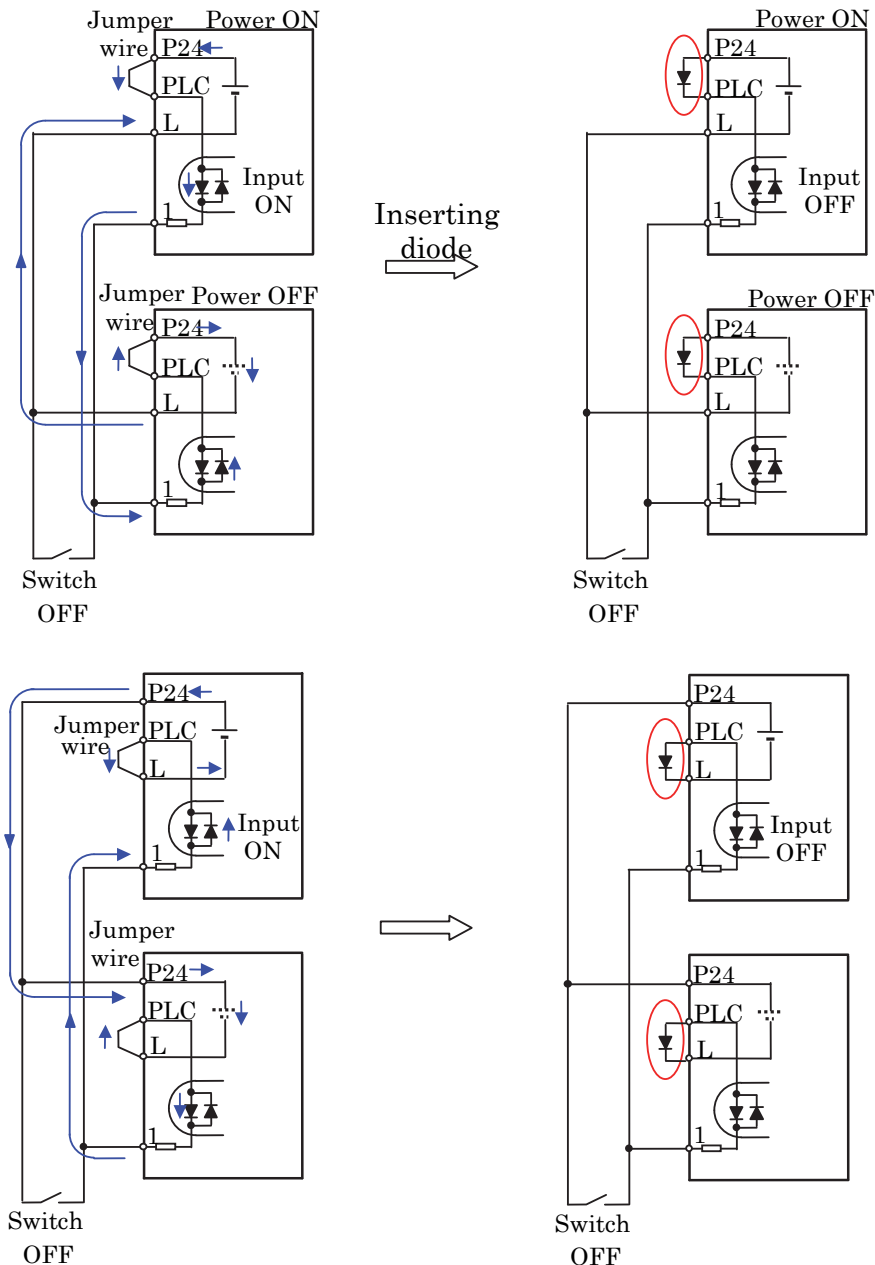 Jumper
wire
Power ON
P24
PLC
L
Input
ON
1
Jumper
wire
Power OFF
P24
PLC
L
1
Switch
OFF
Inserting
diode
Power ON
P24
PLC
L
Input
OFF
1
Power OFF
P24
PLC
L
1
Switch
OFF
P24
Jumper
wire
PLC
L
Input
ON
1
Jumper
wire
P24
PLC
L
1
Switch
OFF
P24
PLC
L
Input
OFF
1
P24
PLC
L
1
Switch
OFF